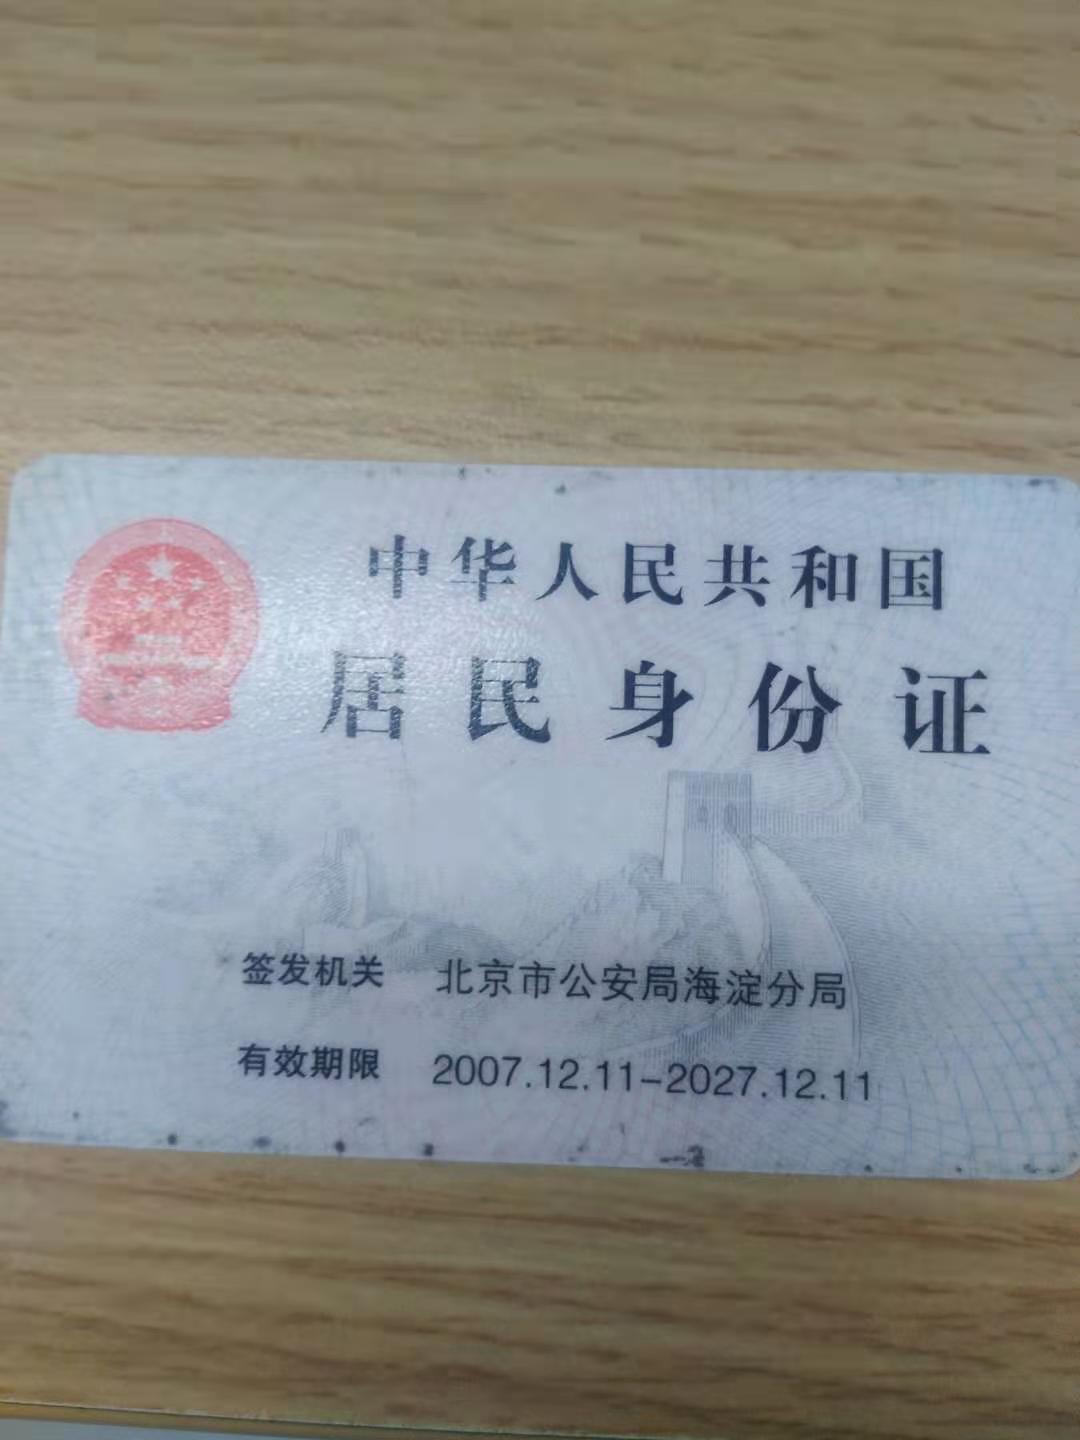 中华人民共和国
居民身份证
签发机关 北京市公安局海淀分局
有效期限 2007.12.11-2027.12.11